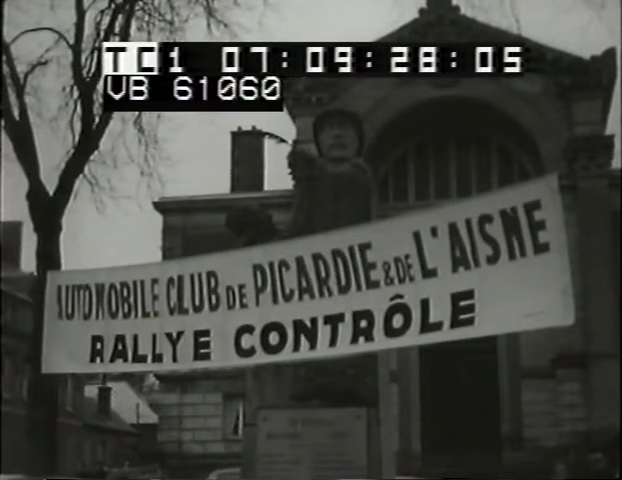 TC1 07:09:28:05
VB 61060
AUTOMOBILE CLUB DE PICARDIE & DE L'AISNE
RALLYE CONTRÔLE